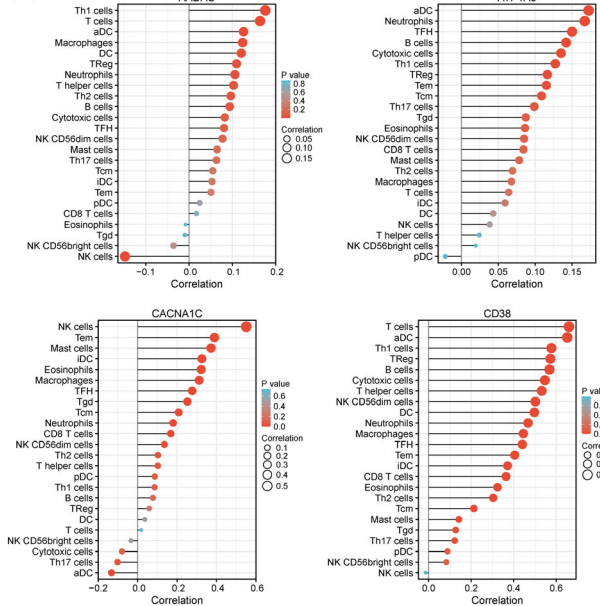 Th1 cells
T cells
aDC
Macrophages
DC
TReg
Neutrophils
T helper cells
Th2 cells
B cells
Cytotoxic cells
TFH
NK CD56dim cells
Mast cells
Th17 cells
Tcm
iDC
Tem
pDC
CD8 T cells
Eosinophils
Tgd
NK CD56bright cells
NK cells
-0.1 0.0 0.1 0.2
Correlation
P value
0.8
0.6
0.4
0.2
Correlation
0.05
0.10
0.15
aDC
Neutrophils
TFH
B cells
Cytotoxic cells
Th1 cells
TReg
Tem
Tcm
Th17 cells
Tgd
Eosinophils
NK CD56dim cells
CD8 T cells
Mast cells
Th2 cells
Macrophages
T cells
iDC
DC
NK cells
T helper cells
NK CD56bright cells
pDC
0.00 0.05 0.10 0.15
Correlation
CACNA1C
NK cells
Tem
Mast cells
iDC
Eosinophils
Macrophages
TFH
Tgd
Tcm
Neutrophils
CD8 T cells
NK CD56dim cells
Th2 cells
T helper cells
pDC
Th1 cells
B cells
TReg
DC
T cells
NK CD56bright cells
Cytotoxic cells
Th17 cells
aDC
-0.2 0.0 0.2 0.4 0.6
Correlation
P value
0.6
0.4
0.2
0.0
Correlation
0.1
0.2
0.3
0.4
0.5
CD38
T cells
aDC
Th1 cells
TReg
B cells
Cytotoxic cells
T helper cells
NK CD56dim cells
DC
Neutrophils
Macrophages
TFH
Tem
iDC
CD8 T cells
Eosinophils
Th2 cells
Tcm
Mast cells
Tgd
Th17 cells
pDC
NK CD56bright cells
NK cells
-0.0 0.2 0.4 0.6
Correlation
P value